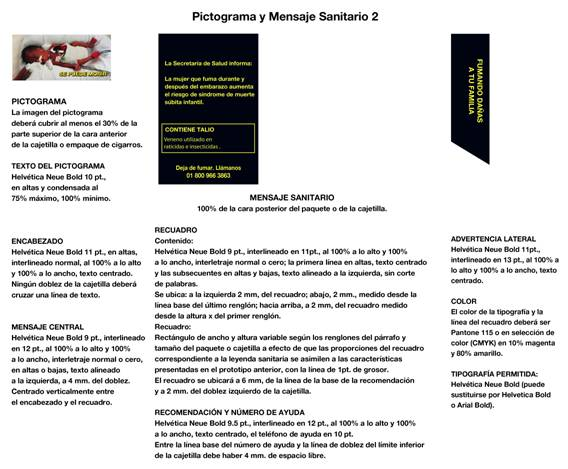 Pictograma y Mensaje Sanitario 2
SE PUEDE MORIR
PICTOGRAMA
La imagen del pictograma
deberá cubrir al menos el 30% de la
parte superior de la cara anterior
de la cajetilla o empaque de cigarros.
TEXTO DEL PICTOGRAMA
Helvética Neue Bold 10 pt.,
en altas y condensada al
75% máximo, 100% mínimo.
La Secretaría de Salud informa:
La mujer que fuma durante y
después del embarazo aumenta
el riesgo de síndrome de muerte
súbita infantil.
CONTIENE TALIO
Veneno utilizado en
raticidas e insecticidas.
Deja de fumar. Llámanos
01 800 966 3863
FUMANDO DAÑAS
A TU FAMILIA
MENSAJE SANITARIO
100% de la cara posterior del paquete o de la cajetilla.
ENCABEZADO
Helvética Neue Bold 11 pt., en altas,
interlineado normal, al 100% a lo alto
y 100% a lo ancho, texto centrado.
Ningún doblez de la cajetilla deberá
cruzar una línea de texto.
MENSAJE CENTRAL
Helvética Neue Bold 9 pt., interlineado
en 12 pt., al 100% a lo alto y 100%
a lo ancho, interletraje normal o cero,
en altas o bajas, texto alineado
a la izquierda, a 4 mm. del doblez.
Centrado verticalmente entre
el encabezado y el recuadro.
RECUADRO
Contenido:
Helvética Neue Bold 9 pt., interlineado en 11pt., al 100% a lo alto y 100%
a lo ancho, interletraje normal o cero; la primera línea en altas, texto centrado
y las subsecuentes en altas y bajas, texto alineado a la izquierda, sin corte
de palabras.
Se ubica: a la izquierda 2 mm, del recuadro; abajo, 2 mm., medido desde la
línea base del último renglón; hacia arriba, a 2 mm, del recuadro medido
desde la altura x del primer renglón.
Recuadro:
Rectángulo de ancho y altura variable según los renglones del párrafo y
tamaño del paquete o cajetilla a efecto de que las proporciones del recuadro
correspondiente a la leyenda sanitaria se asimilen a las características
presentadas en el prototipo anterior, con la línea de 1pt. de grosor.
El recuadro se ubicará a 6 mm, de la línea de la base de la recomendación
y a 2 mm. del doblez izquierdo de la cajetilla.
RECOMENDACIÓN Y NÚMERO DE AYUDA
Helvética Neue Bold 9.5 pt., interlineado en 12 pt., al 100% a lo alto y 100%
a lo ancho, texto centrado, el teléfono de ayuda en 10 pt.
Entre la línea base del número de ayuda y la línea de doblez del límite inferior
de la cajetilla debe haber 4 mm. de espacio libre.
ADVERTENCIA LATERAL
Helvética Neue Bold 11pt.,
interlineado en 13 pt., al 100% a
lo alto y 100% a lo ancho, texto
centrado.
COLOR
El color de la tipografía y la
línea del recuadro deberá ser
Pantone 115 o en selección de
color (CMYK) en 10% magenta
y 80% amarillo.
TIPOGRAFÍA PERMITIDA:
Helvética Neue Bold (puede
sustituirse por Helvetica Bold
o Arial Bold).